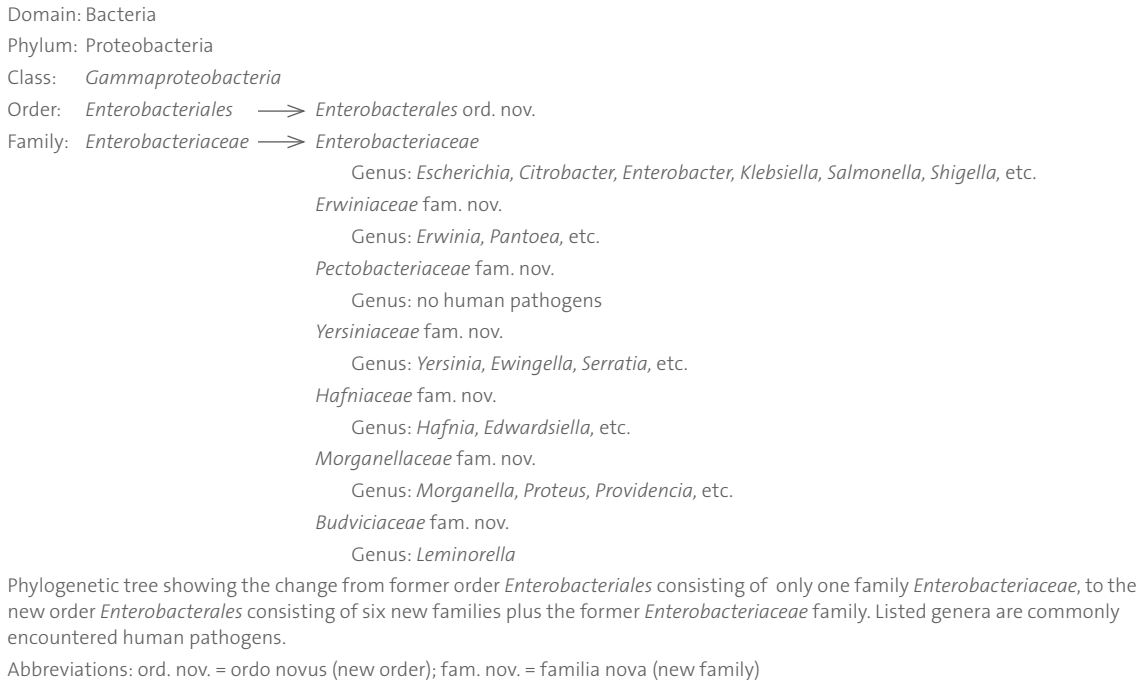 Domain: Bacteria
Phylum: Proteobacteria
Class: Gammaproteobacteria
Order: Enterobacteriales → Enterobacterales ord. nov.
Family: Enterobacteriaceae → Enterobacteriaceae
Genus: Escherichia, Citrobacter, Enterobacter, Klebsiella, Salmonella, Shigella, etc.
Erwiniaceae fam. nov.
Genus: Erwinia, Pantoea, etc.
Pectobacteriaceae fam. nov.
Genus: no human pathogens
Yersiniaceae fam. nov.
Genus: Yersinia, Ewingella, Serratia, etc.
Hafniaceae fam. nov.
Genus: Hafnia, Edwardsiella, etc.
Morganellaceae fam. nov.
Genus: Morganella, Proteus, Providencia, etc.
Budviciaceae fam. nov.
Genus: Leminorella
Phylogenetic tree showing the change from former order Enterobacteriales consisting of only one family Enterobacteriaceae, to the
new order Enterobacterales consisting of six new families plus the former Enterobacteriaceae family. Listed genera are commonly
encountered human pathogens.
Abbreviations: ord. nov. = ordo novus (new order); fam. nov. = familia nova (new family)